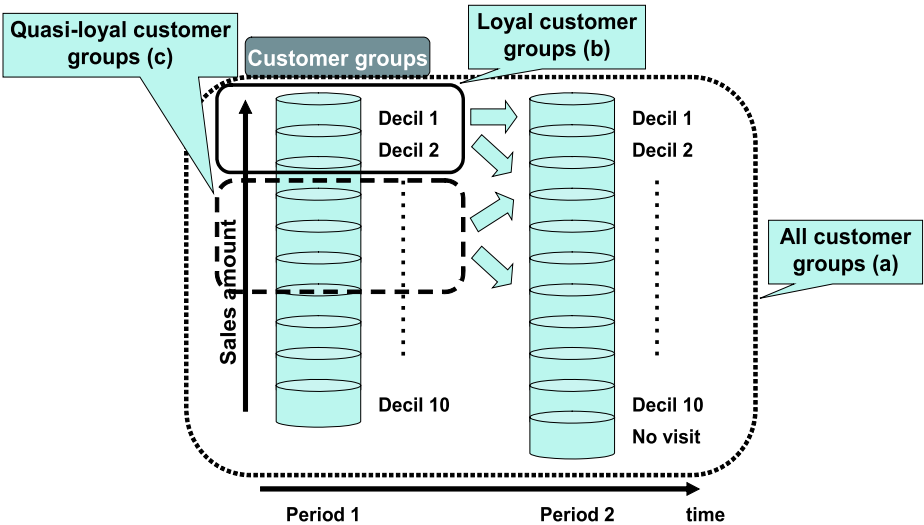 Quasi-loyal customer
groups (c)
Loyal customer
groups (b)
Customer groups
Decil 1
Decil 2
Decil 10
Decil 1
Decil 2
Decil 10
No visit
Sales amount
All customer
groups (a)
Period 1
Period 2
time